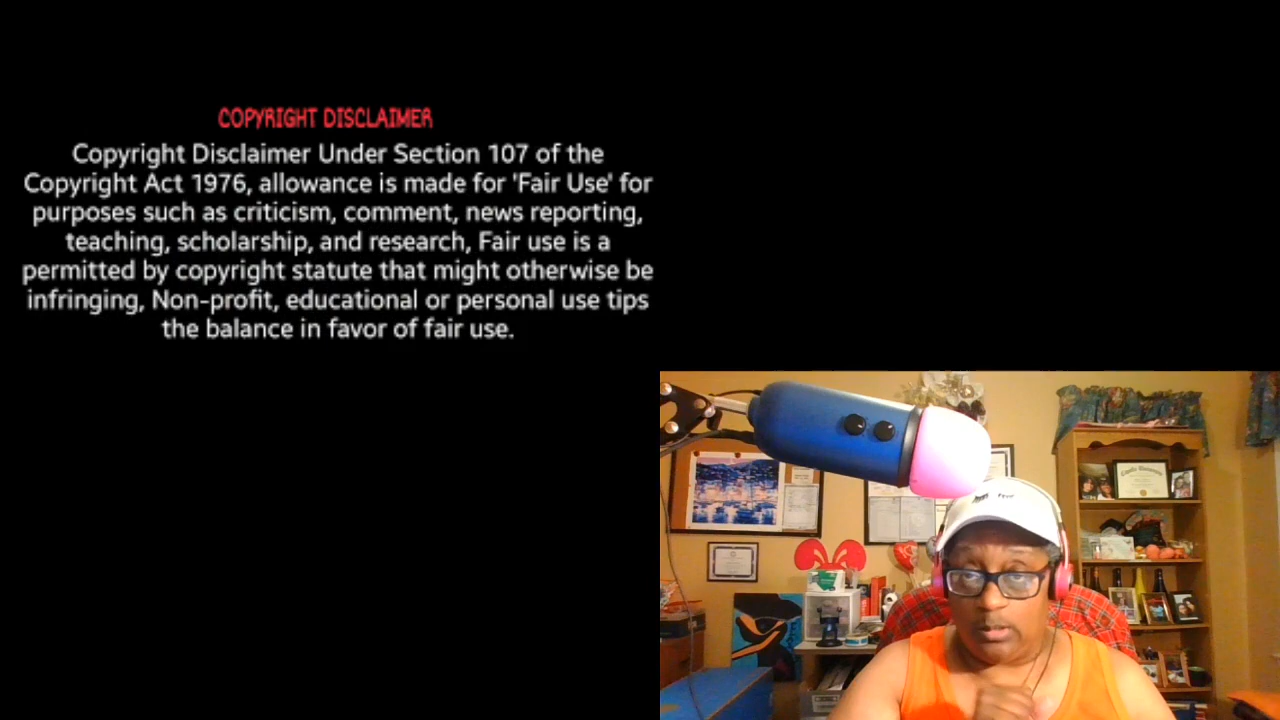 COPYRIGHT DISCLAIMER
Copyright Disclaimer Under Section 107 of the
Copyright Act 1976, allowance is made for 'Fair Use' for
purposes such as criticism, comment, news reporting,
teaching, scholarship, and research, Fair use is a
permitted by copyright statute that might otherwise be
infringing, Non-profit, educational or personal use tips
the balance in favor of fair use.